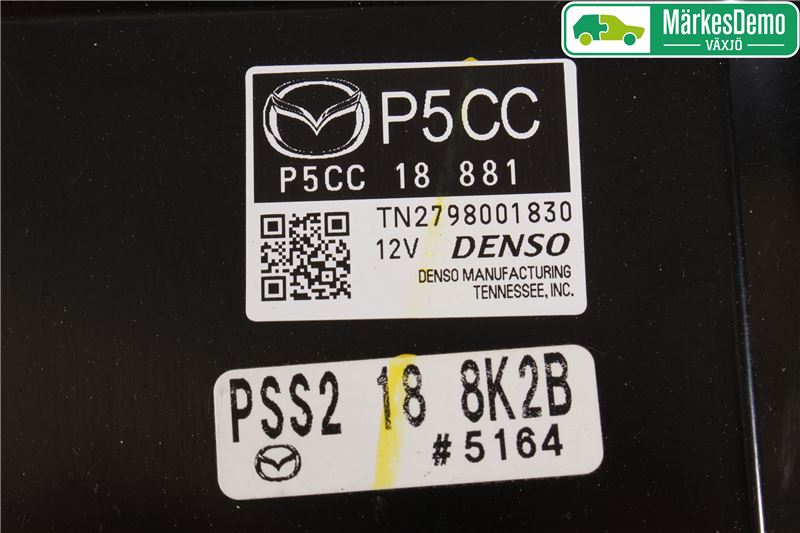 MärkesDemo
VÄXJÖ
P5CC
P5CC 18 881
TN2798001830
12V DENSO
DENSO MANUFACTURING
TENNESSEE, INC.
PSS2 18 8K2B
#5164